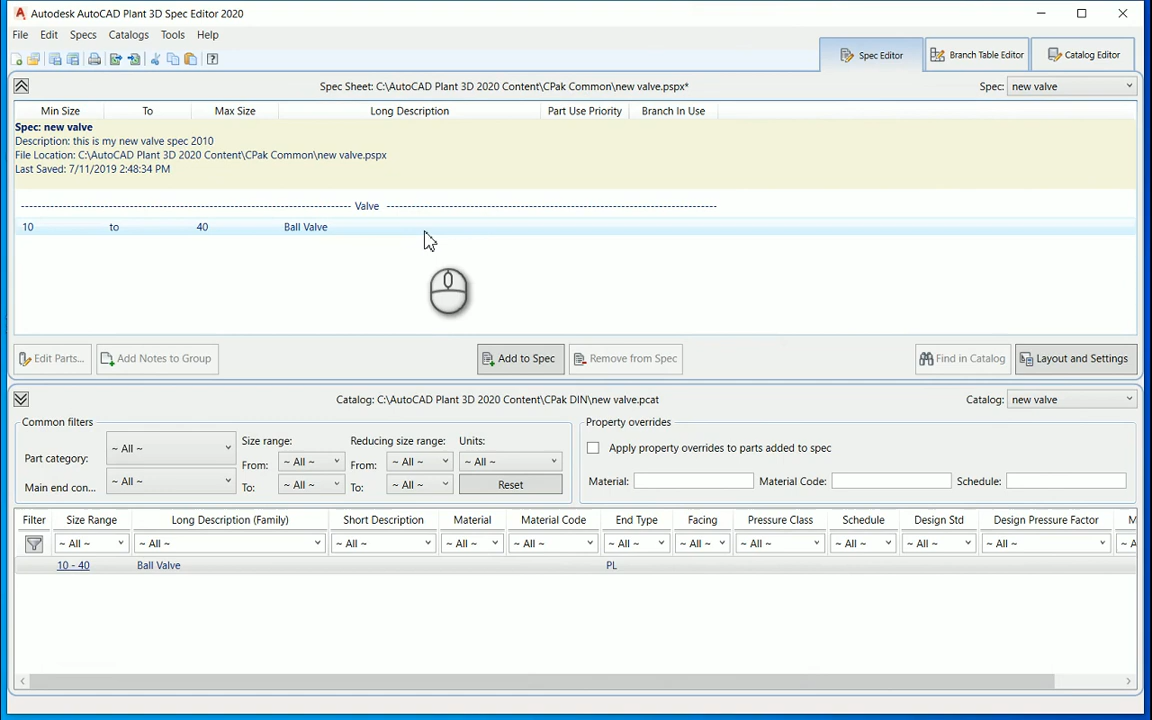 Autodesk AutoCAD Plant 3D Spec Editor 2020
File Edit Specs Catalogs Tools Help
Spec Editor Branch Table Editor Catalog Editor
Spec Sheet: C:\AutoCAD Plant 3D 2020 Content\CPak Common\new valve.pspx* Spec: new valve
Min Size To Max Size Long Description Part Use Priority Branch In Use
Spec: new valve
Description: this is my new valve spec 2010
File Location: C:\AutoCAD Plant 3D 2020 Content\CPak Common\new valve.pspx
Last Saved: 7/11/2019 2:48:34 PM
Valve
10 to 40 Ball Valve
Edit Parts... Add Notes to Group Add to Spec Remove from Spec Find in Catalog Layout and Settings
Catalog: C:\AutoCAD Plant 3D 2020 Content\CPak DIN\new valve.pcat Catalog: new valve
Common filters Property overrides
Size range: Reducing size range: Units:
Part category: ~ All ~ From: ~ All ~ From: ~ All ~ ~ All ~ Apply property overrides to parts added to spec
Main end con... ~ All ~ To: ~ All ~ To: ~ All ~ Reset Material: Material Code: Schedule:
Filter Size Range Long Description (Family) Short Description Material Material Code End Type Facing Pressure Class Schedule Design Std Design Pressure Factor M
~ All ~ ~ All ~ ~ All ~ ~ All ~ ~ All ~ ~ All ~ ~ All ~ ~ All ~ ~ All ~ ~ All ~ ~ All ~ ~ A
10 - 40 Ball Valve PL